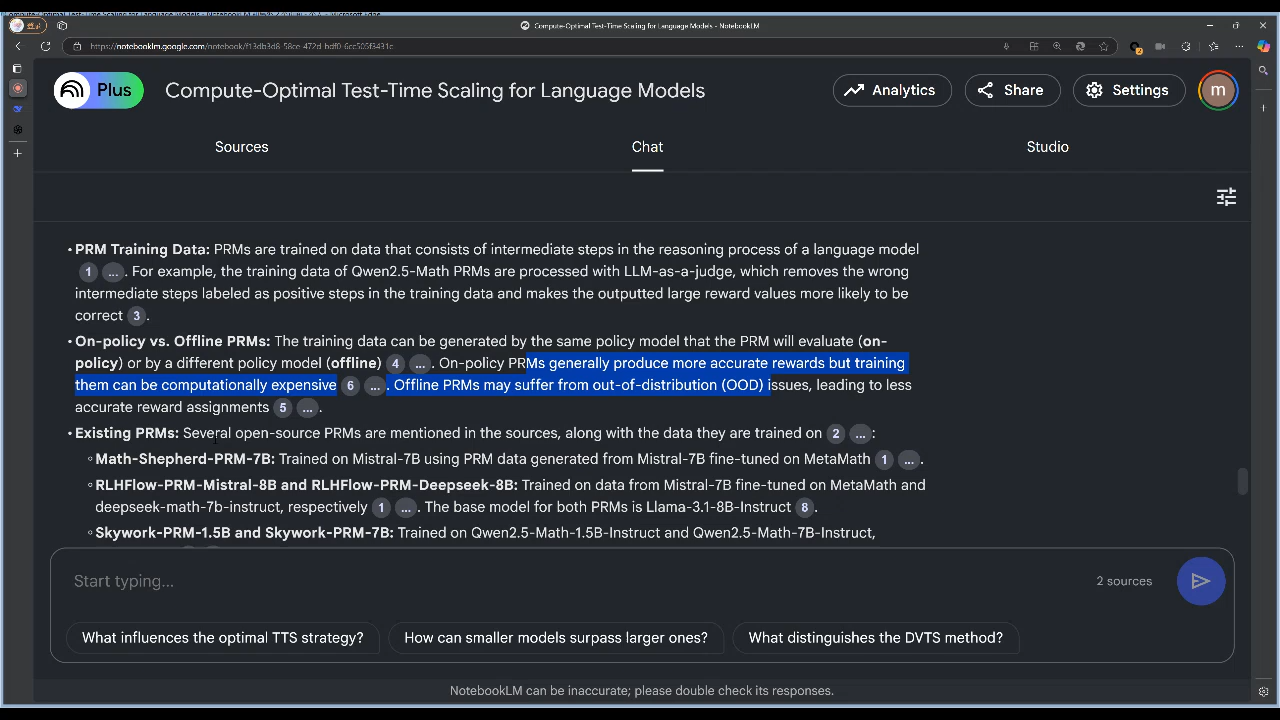 Compute-Optimal Test-Time Scaling for Language Models - NotebookLM
https://notebooklm.google.com/notebook/f13db3d8-58ce-472d-bdf0-6cc505f3431c
Plus
Compute-Optimal Test-Time Scaling for Language Models
Analytics
Share
Settings
m
Sources
Chat
Studio
• PRM Training Data: PRMs are trained on data that consists of intermediate steps in the reasoning process of a language model
1 ... . For example, the training data of Qwen2.5-Math PRMs are processed with LLM-as-a-judge, which removes the wrong
intermediate steps labeled as positive steps in the training data and makes the outputted large reward values more likely to be
correct 3 .
• On-policy vs. Offline PRMs: The training data can be generated by the same policy model that the PRM will evaluate (on-
policy) or by a different policy model (offline) 4 ... . On-policy PRMs generally produce more accurate rewards but training
them can be computationally expensive 6 ... . Offline PRMs may suffer from out-of-distribution (OOD) issues, leading to less
accurate reward assignments 5 ... .
• Existing PRMs: Several open-source PRMs are mentioned in the sources, along with the data they are trained on 2 ... :
◦ Math-Shepherd-PRM-7B: Trained on Mistral-7B using PRM data generated from Mistral-7B fine-tuned on MetaMath 1 ... .
◦ RLHFlow-PRM-Mistral-8B and RLHFlow-PRM-Deepseek-8B: Trained on data from Mistral-7B fine-tuned on MetaMath and
deepseek-math-7b-instruct, respectively 1 ... . The base model for both PRMs is Llama-3.1-8B-Instruct 8 .
◦ Skywork-PRM-1.5B and Skywork-PRM-7B: Trained on Qwen2.5-Math-1.5B-Instruct and Qwen2.5-Math-7B-Instruct,
Start typing...
2 sources
What influences the optimal TTS strategy?
How can smaller models surpass larger ones?
What distinguishes the DVTS method?
NotebookLM can be inaccurate; please double check its responses.